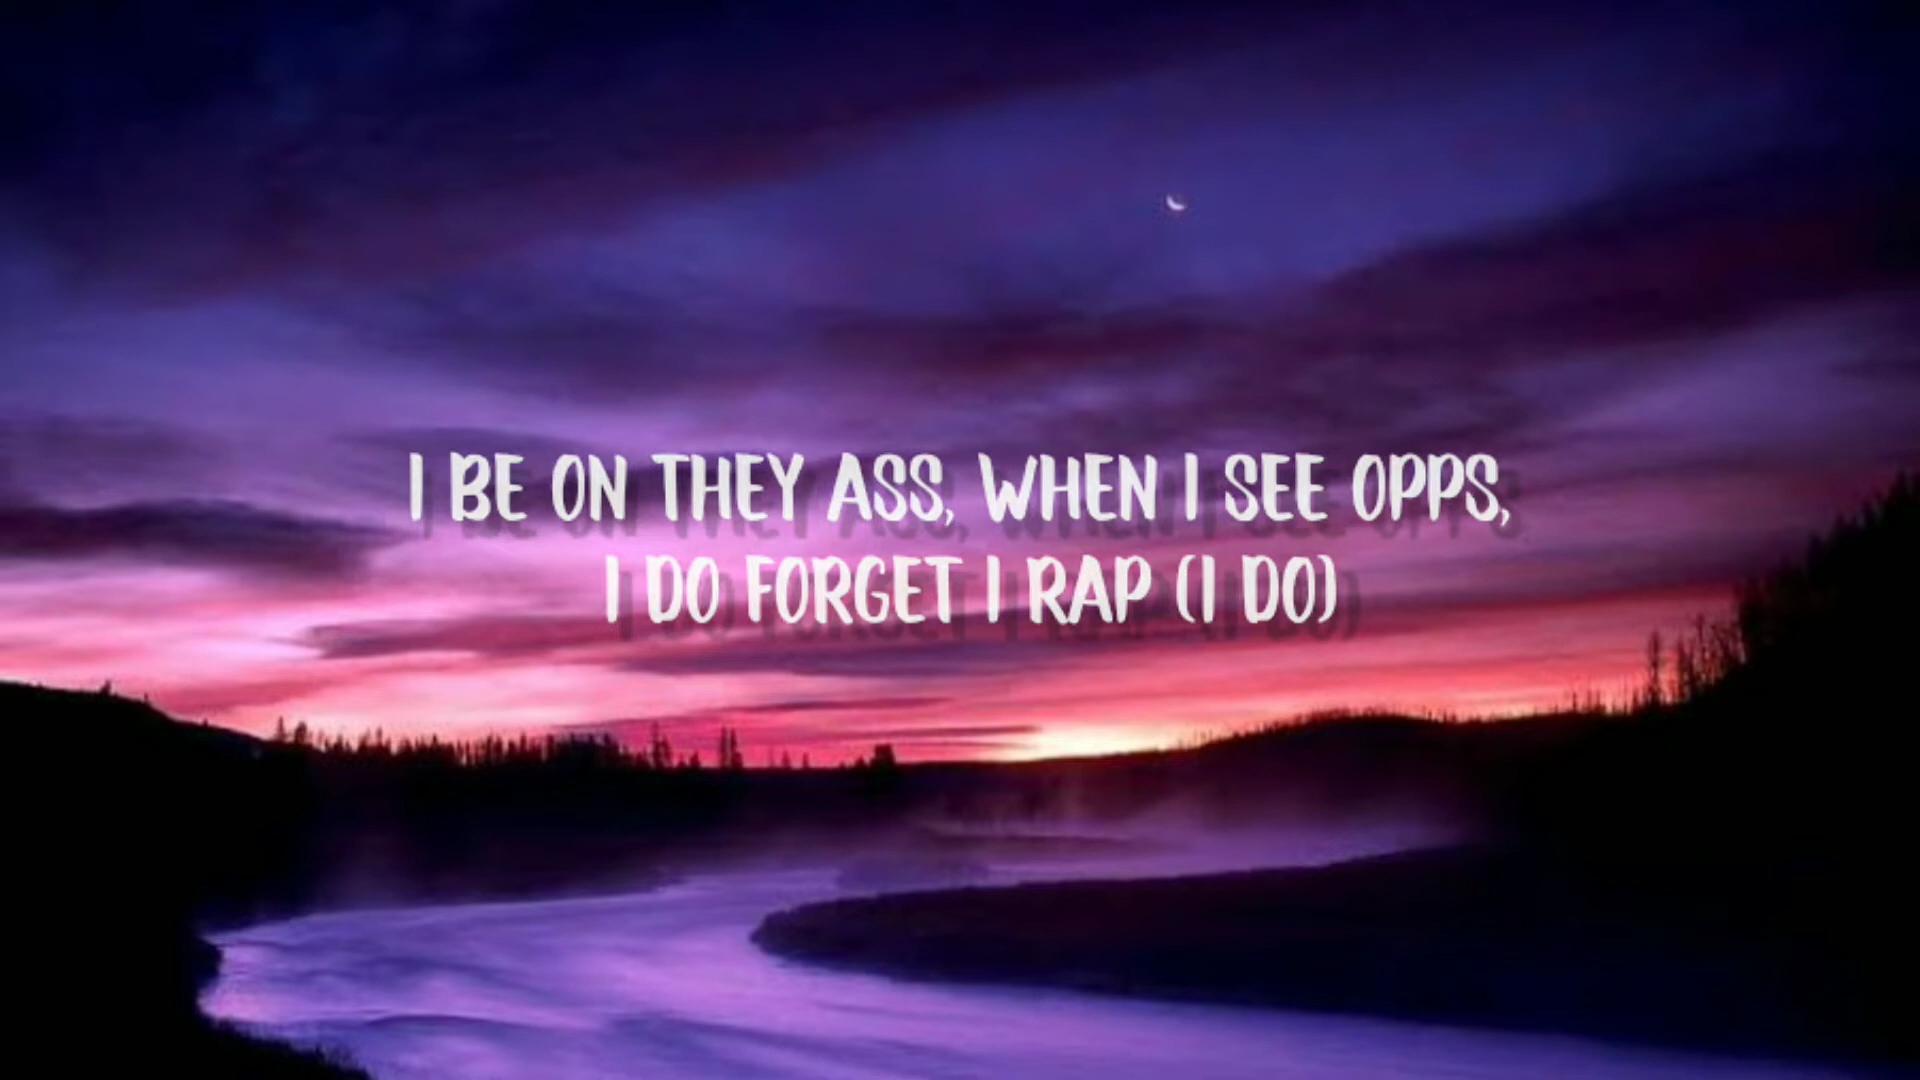 I BE ON THEY ASS, WHEN I SEE OPPS,
I DO FORGET I RAP (I DO)